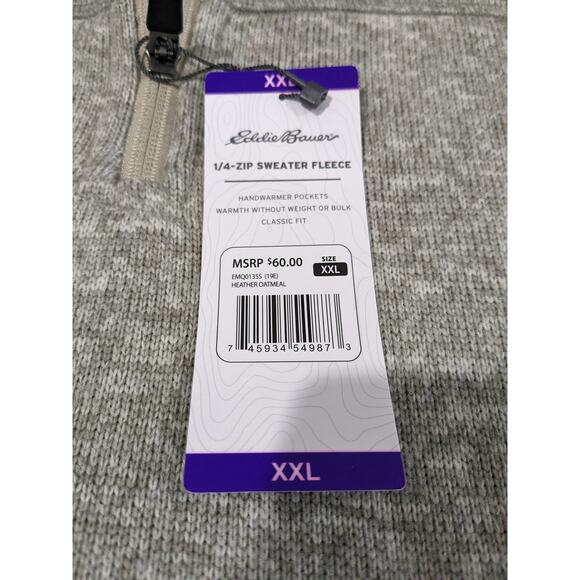 XXL
Eddie Bauer
1/4-ZIP SWEATER FLEECE
HANDWARMER POCKETS
WARMTH WITHOUT WEIGHT OR BULK
CLASSIC FIT
MSRP $60.00
SIZE
XXL
EMQ0135S (19E)
HEATHER OATMEAL
7 45934 54987 3
XXL